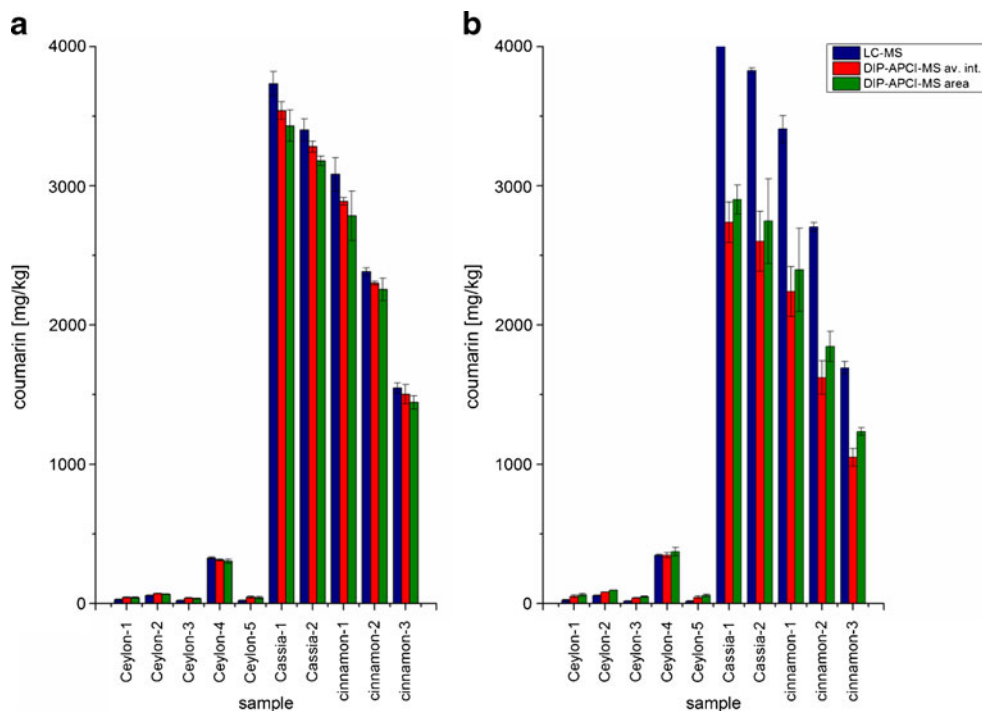 a
coumarin [mg/kg]
4000
3000
2000
1000
0
Ceylon-1
Ceylon-2
Ceylon-3
Ceylon-4
Ceylon-5
Cassia-1
Cassia-2
cinnamon-1
cinnamon-2
cinnamon-3
sample
b
LC-MS
DIP-APCI-MS av. int.
DIP-APCI-MS area
coumarin [mg/kg]
4000
3000
2000
1000
0
Ceylon-1
Ceylon-2
Ceylon-3
Ceylon-4
Ceylon-5
Cassia-1
Cassia-2
cinnamon-1
cinnamon-2
cinnamon-3
sample